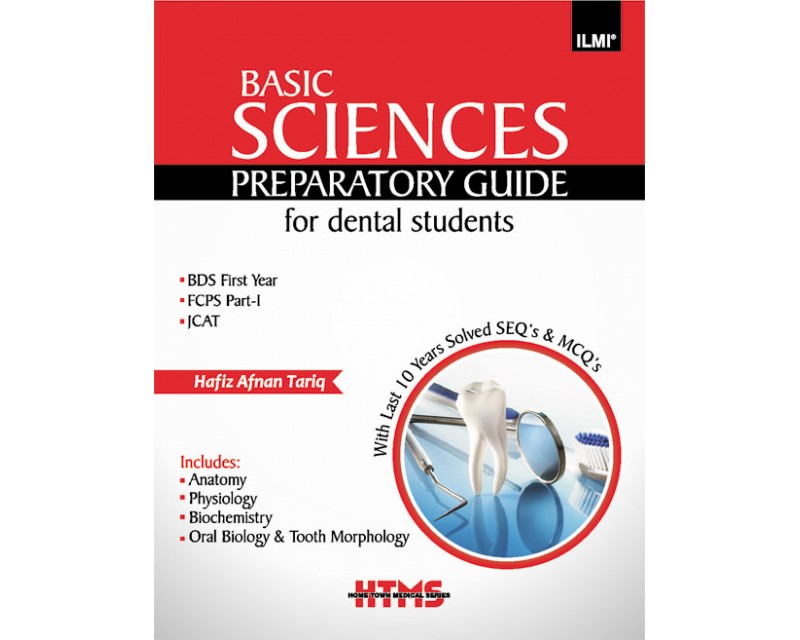 ILMI®
BASIC
SCIENCES
PREPARATORY GUIDE
for dental students
▪ BDS First Year
▪ FCPS Part-I
▪ JCAT
With Last 10 Years Solved SEQ's & MCQ's
Hafiz Afnan Tariq
Includes:
▪ Anatomy
▪ Physiology
▪ Biochemistry
▪ Oral Biology & Tooth Morphology
HTMS
HOME TOWN MEDICAL SERIES